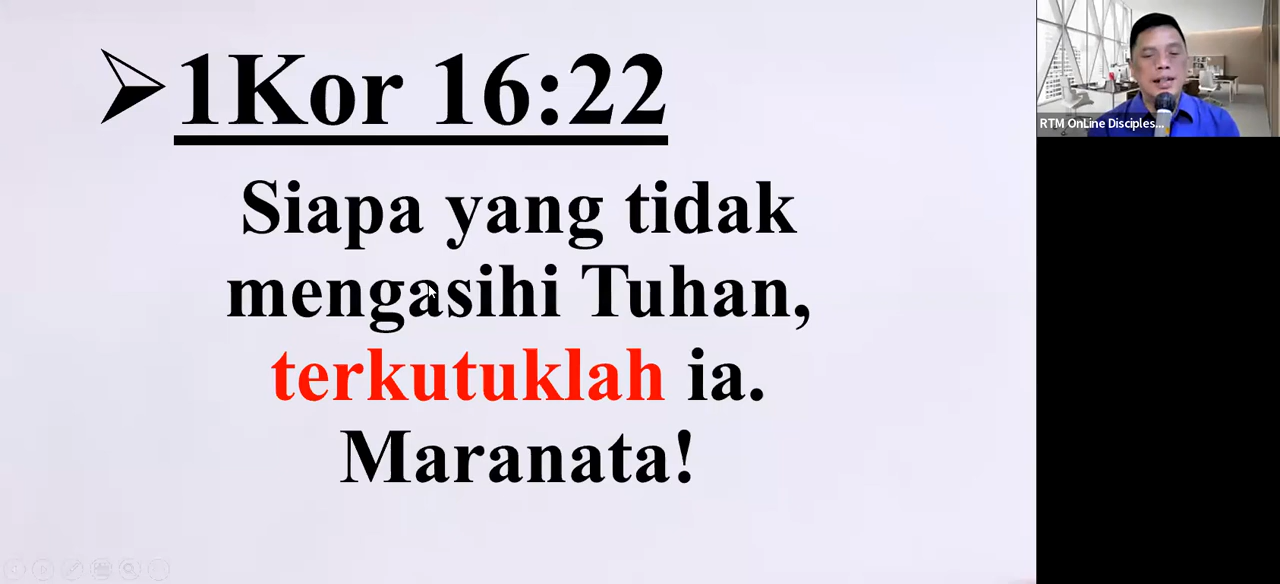 1Kor 16:22
Siapa yang tidak
mengasihi Tuhan,
terkutuklah ia.
Maranata!
RTM OnLine Disciples...